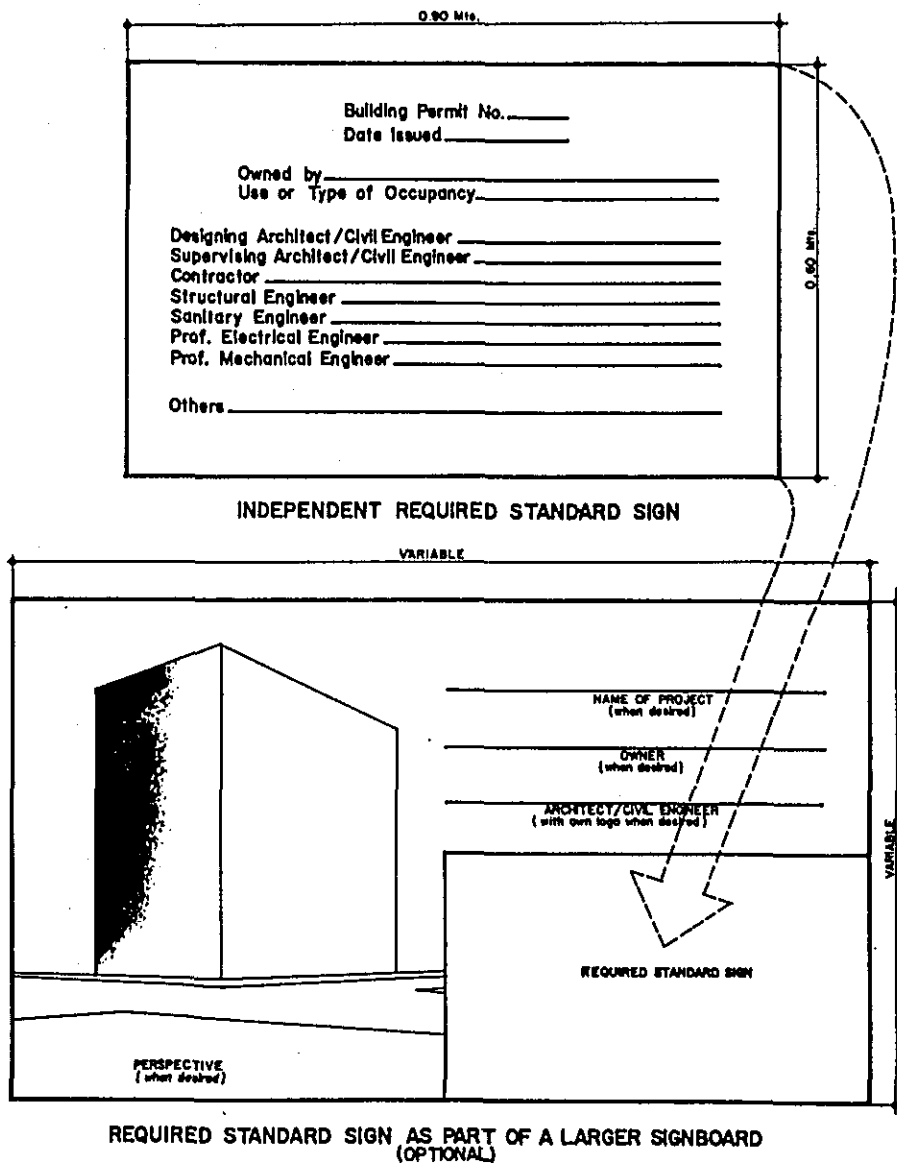 0.90 Mts.
Building Permit No.
Date Issued
Owned by
Use or Type of Occupancy
Designing Architect/Civil Engineer
Supervising Architect/Civil Engineer
Contractor
Structural Engineer
Sanitary Engineer
Prof. Electrical Engineer
Prof. Mechanical Engineer
Others
0.60 Mts.
INDEPENDENT REQUIRED STANDARD SIGN
VARIABLE
NAME OF PROJECT
(when desired)
OWNER
(when desired)
ARCHITECT/CIVIL ENGINEER
(with own logo when desired)
VARIABLE
REQUIRED STANDARD SIGN
PERSPECTIVE
(when desired)
REQUIRED STANDARD SIGN AS PART OF A LARGER SIGNBOARD
(OPTIONAL)